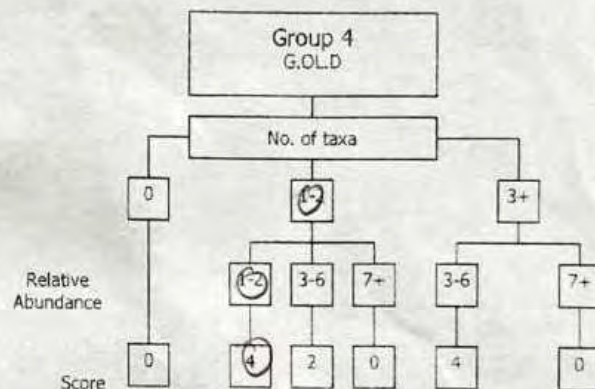 Group 4
G.OL.D
No. of taxa
0 1-2 3+
Relative
Abundance
1-2 3-6 7+ 3-6 7+
Score
0 4 2 0 4 0